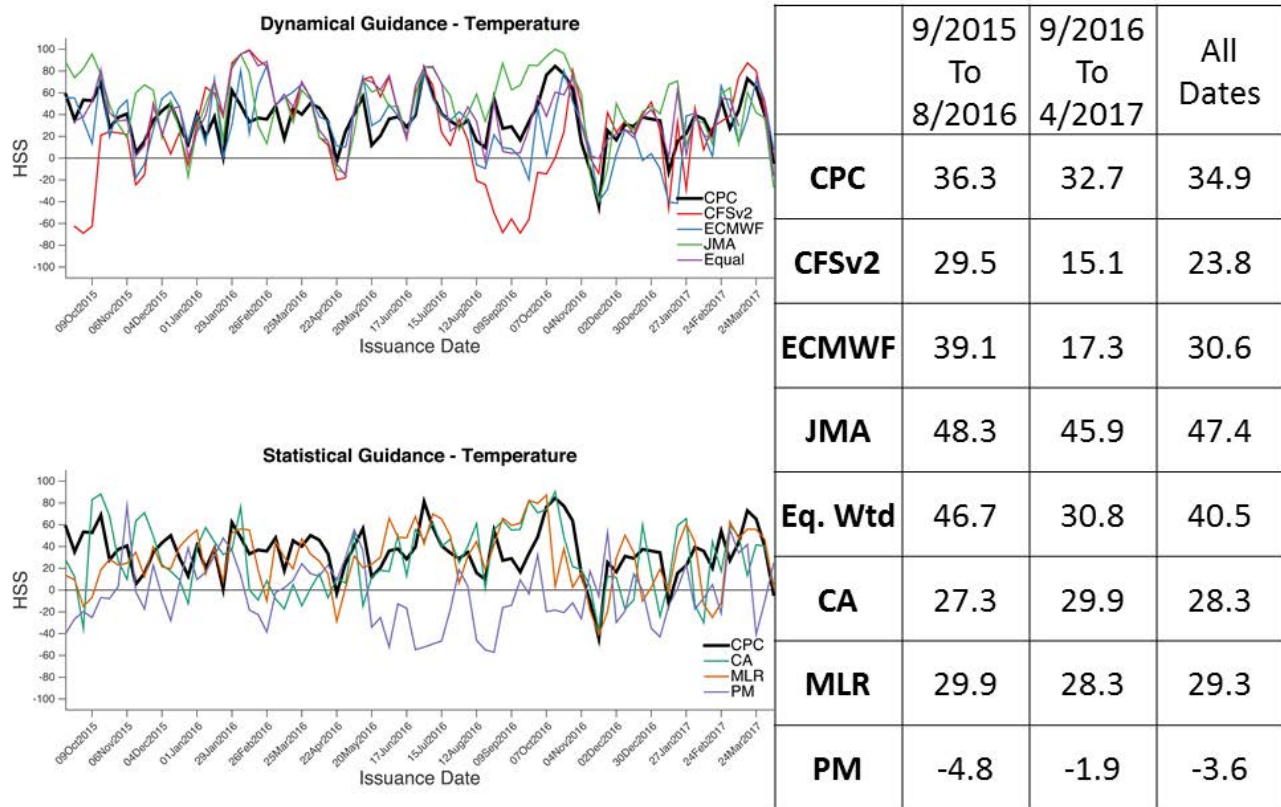 Dynamical Guidance - Temperature
HSS
100
80
60
40
20
0
-20
-40
-60
-80
-100
CPC
CFSv2
ECMWF
JMA
Equal
09Oct2015
06Nov2015
04Dec2015
01Jan2016
29Jan2016
26Feb2016
25Mar2016
22Apr2016
20May2016
17Jun2016
15Jul2016
12Aug2016
09Sep2016
07Oct2016
04Nov2016
02Dec2016
30Dec2016
27Jan2017
24Feb2017
24Mar2017
Issuance Date
Statistical Guidance - Temperature
HSS
100
80
60
40
20
0
-20
-40
-60
-80
-100
CPC
CA
MLR
PM
09Oct2015
06Nov2015
04Dec2015
01Jan2016
29Jan2016
26Feb2016
25Mar2016
22Apr2016
20May2016
17Jun2016
15Jul2016
12Aug2016
09Sep2016
07Oct2016
04Nov2016
02Dec2016
30Dec2016
27Jan2017
24Feb2017
24Mar2017
Issuance Date
9/2015 To 8/2016 9/2016 To 4/2017 All Dates
CPC 36.3 32.7 34.9
CFSv2 29.5 15.1 23.8
ECMWF 39.1 17.3 30.6
JMA 48.3 45.9 47.4
Eq. Wtd 46.7 30.8 40.5
CA 27.3 29.9 28.3
MLR 29.9 28.3 29.3
PM -4.8 -1.9 -3.6